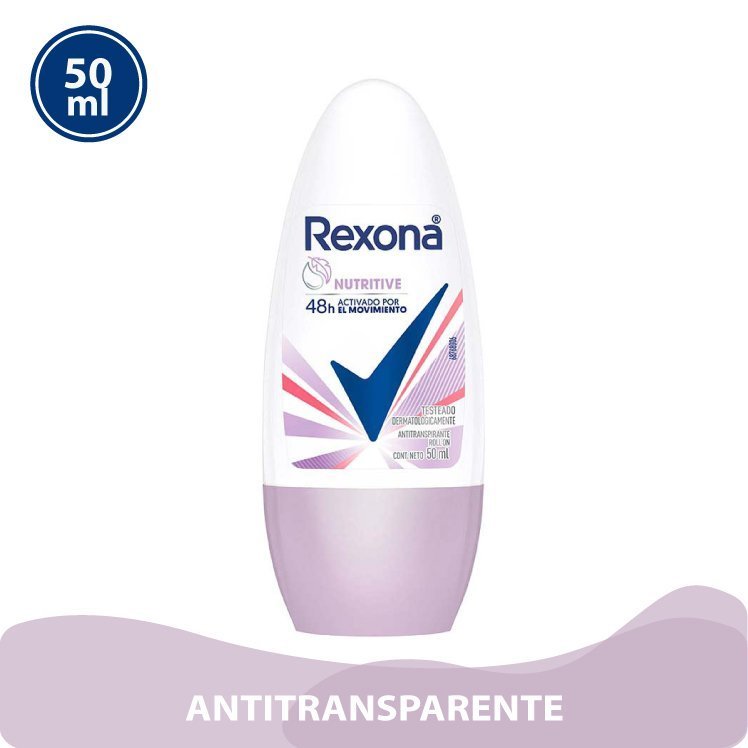 50
ml
Rexona®
NUTRITIVE
48h ACTIVADO POR
EL MOVIMIENTO
TESTEADO
DERMATOLÓGICAMENTE
ANTITRANSPIRANTE
ROLL ON
CONT. NETO 50 ml
ANTITRANSPARENTE